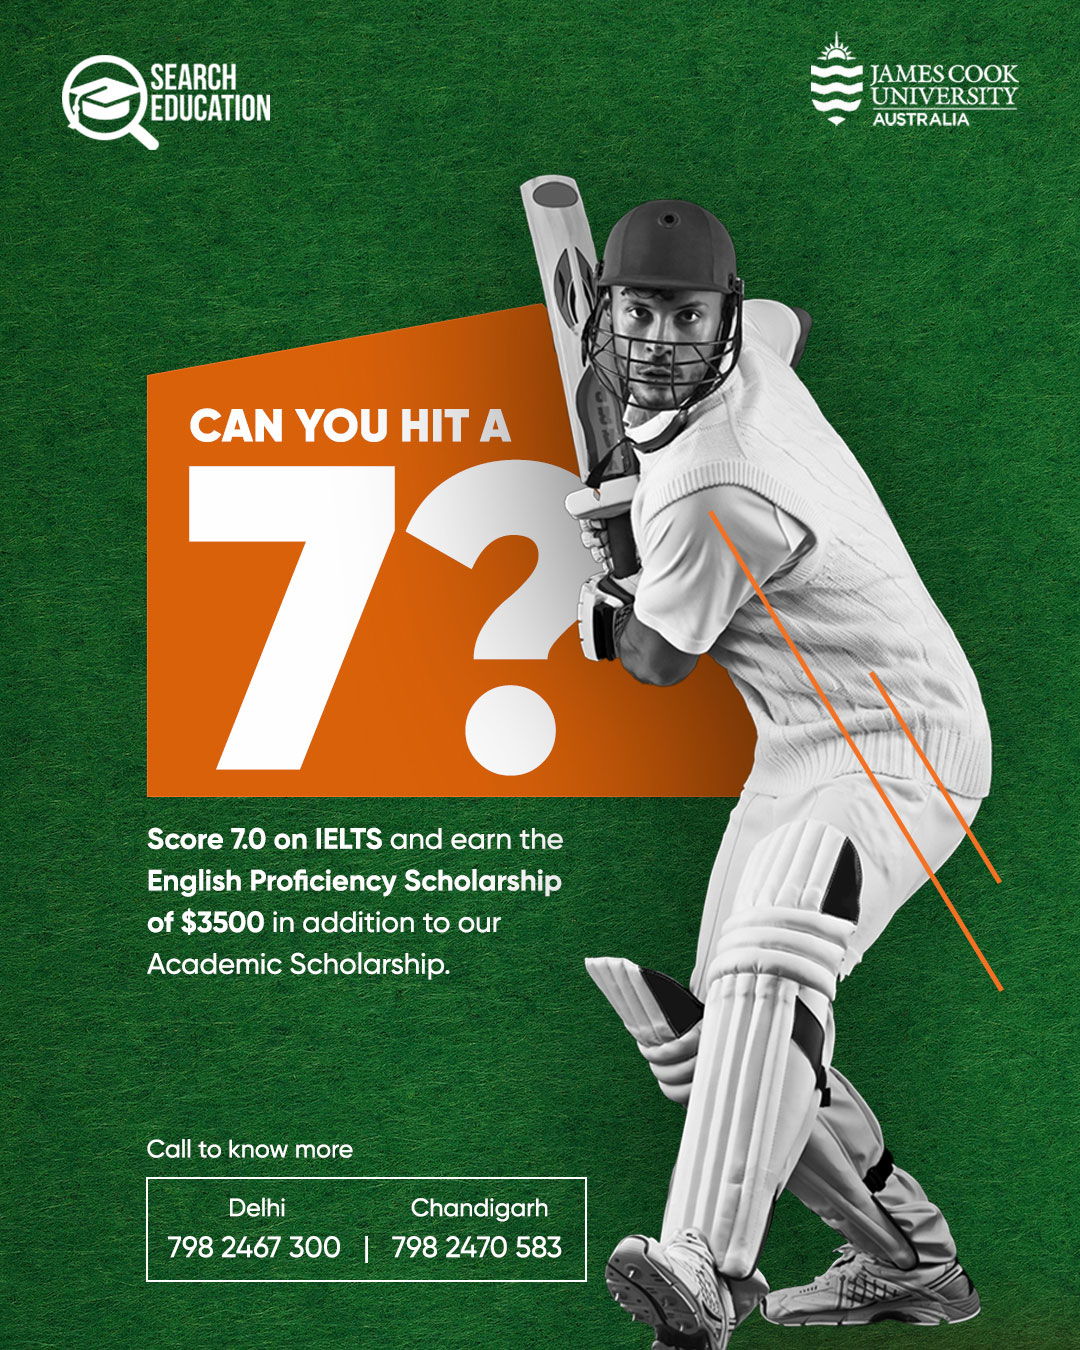 SEARCH
EDUCATION
JAMES COOK
UNIVERSITY
AUSTRALIA
CAN YOU HIT A
7?
Score 7.0 on IELTS and earn the
English Proficiency Scholarship
of $3500 in addition to our
Academic Scholarship.
Call to know more
Delhi
798 2467 300
Chandigarh
798 2470 583